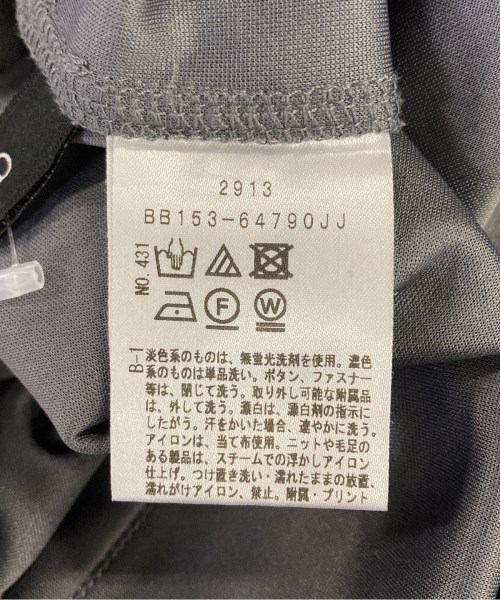 2913
BB153-64790JJ
NO.431
F
W
B-1
淡色系のものは、無蛍光洗剤を使用。濃色
系のものは単品洗い。ボタン、ファスナー
等は、閉じて洗う。取り外し可能な附属品
は、外して洗う。漂白は、漂白剤の指示に
したがう。汗をかいた場合、速やかに洗う。
アイロンは、当て布使用。ニットや毛足の
ある製品は、スチームでの浮かしアイロン
仕上げ。つけ置き洗い・濡れたままの放置、
濡れがけアイロン、禁止。附属・プリント